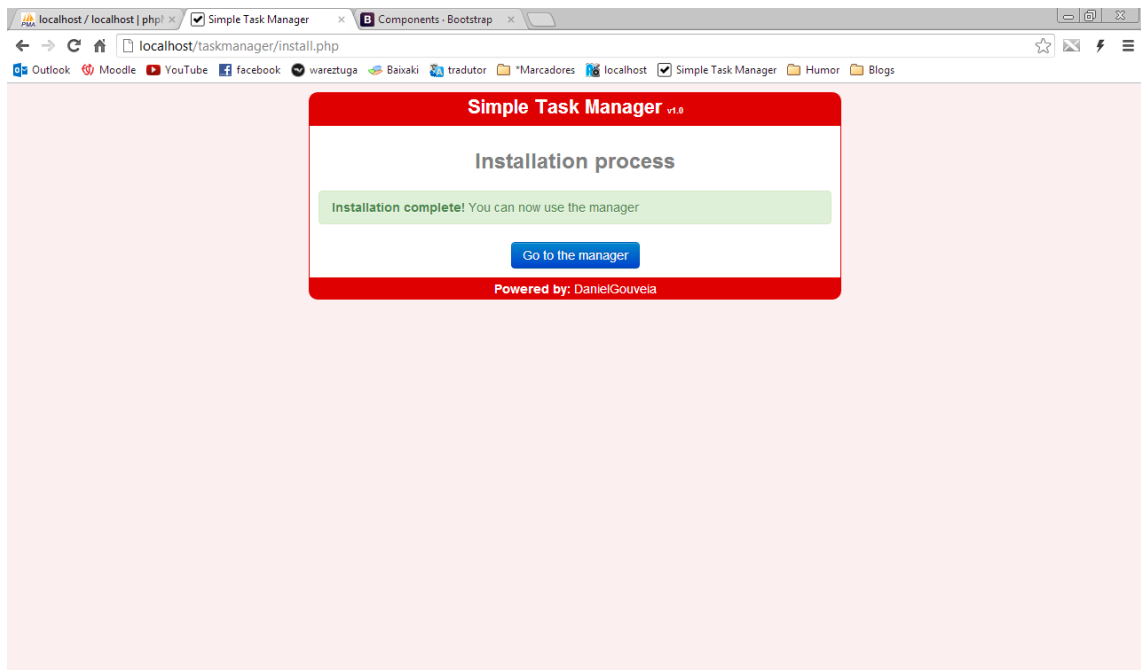 localhost / localhost | phpM
Simple Task Manager
Components · Bootstrap
localhost/taskmanager/install.php
Outlook Moodle YouTube facebook wareztuga Baixaki tradutor *Marcadores localhost Simple Task Manager Humor Blogs
Simple Task Manager v1.0
Installation process
Installation complete! You can now use the manager
Go to the manager
Powered by: DanielGouveia